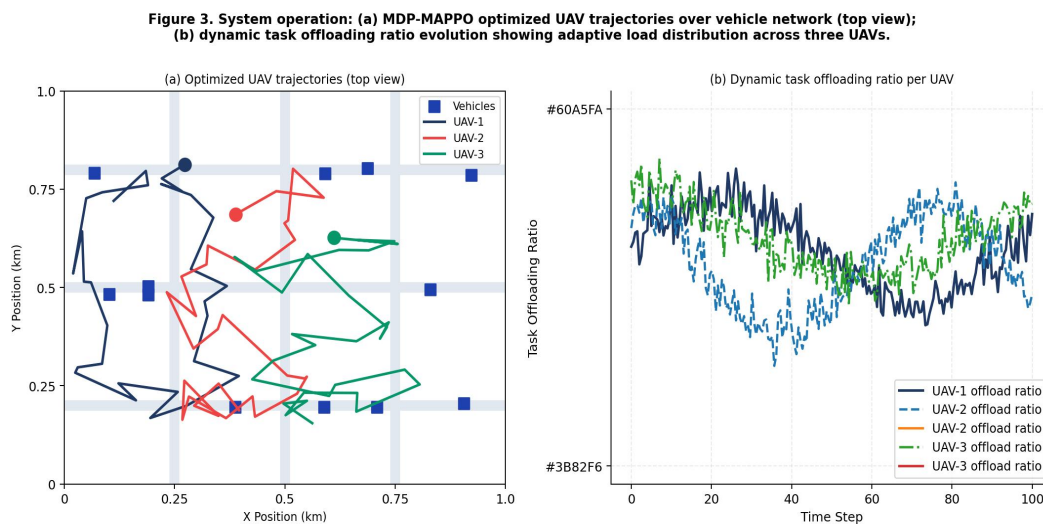 Figure 3. System operation: (a) MDP-MAPPO optimized UAV trajectories over vehicle network (top view);
(b) dynamic task offloading ratio evolution showing adaptive load distribution across three UAVs.
(a) Optimized UAV trajectories (top view)
1.0
0.75
0.5
0.25
0
Y Position (km)
Vehicles
UAV-1
UAV-2
UAV-3
0
0.25
0.5
0.75
1.0
X Position (km)
(b) Dynamic task offloading ratio per UAV
#60A5FA
#3B82F6
Task Offloading Ratio
UAV-1 offload ratio
UAV-2 offload ratio
UAV-2 offload ratio
UAV-3 offload ratio
UAV-3 offload ratio
0
20
40
60
80
100
Time Step